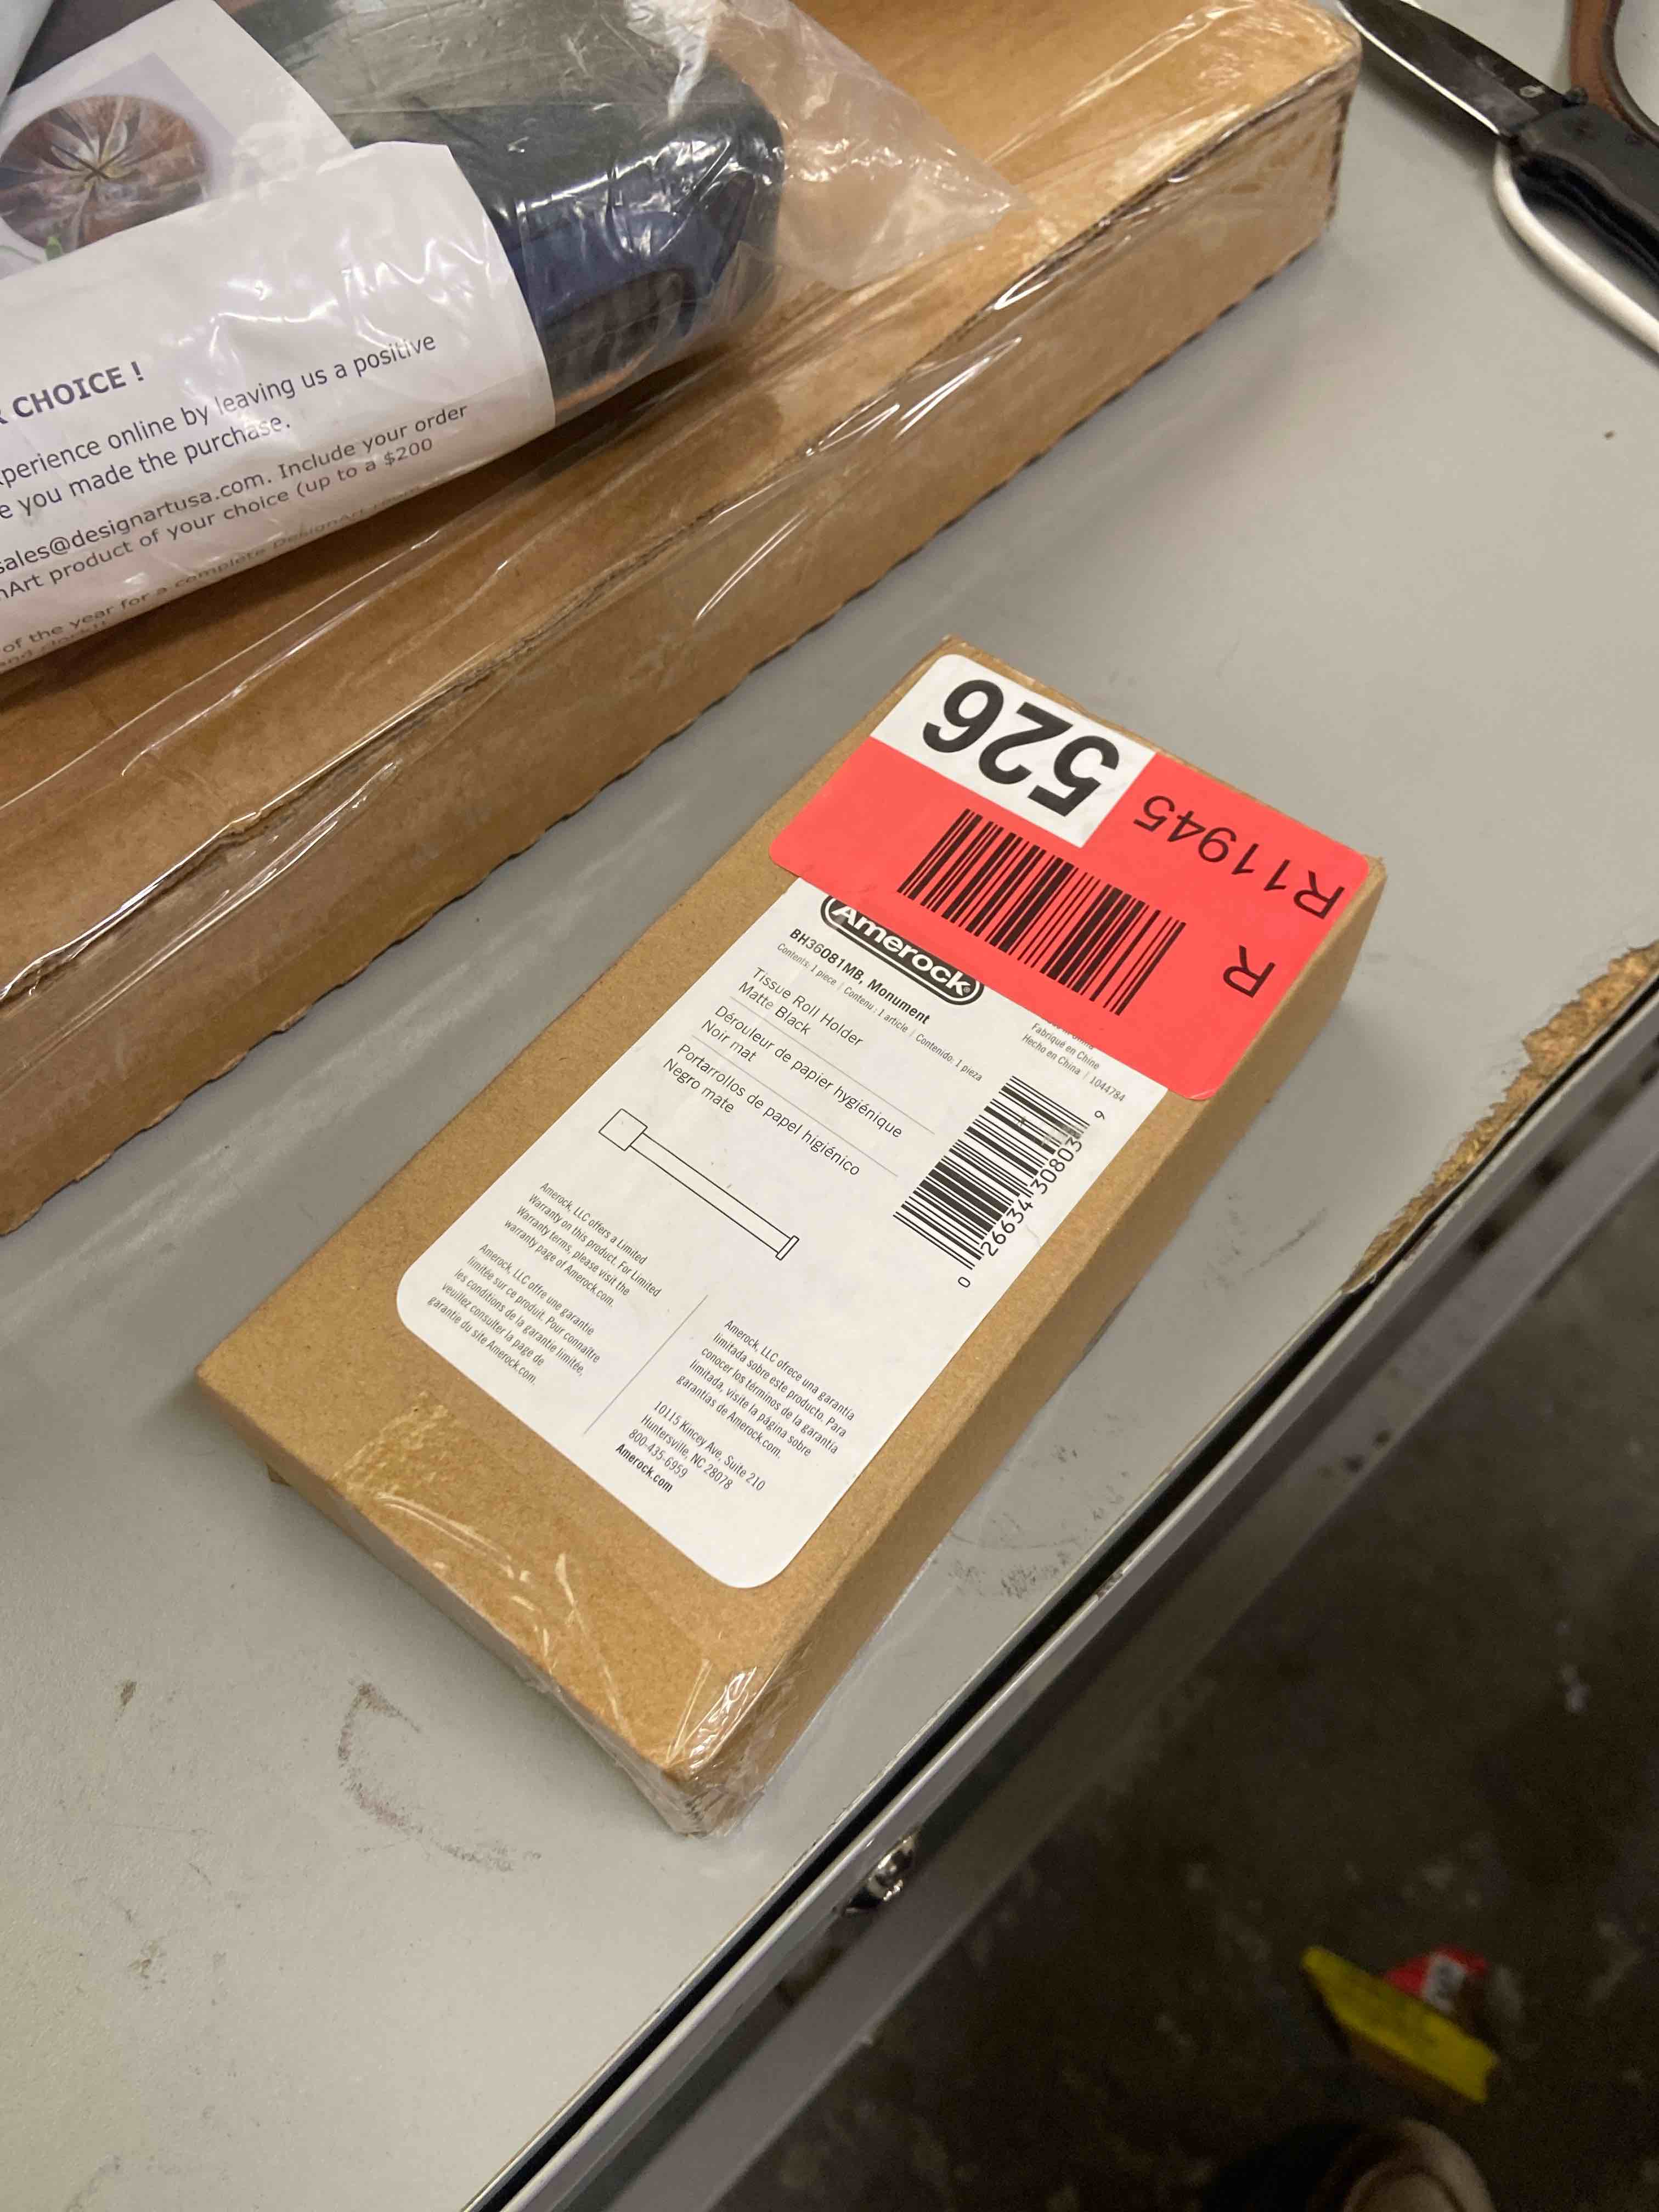 CHOICE !
experience online by leaving us a positive
you made the purchase.
sales@designartusa.com. Include your order
product of your choice (up to a $200
of the year for a complete DesignArt
526
R11945
R
Amerock®
BH36081MB, Monument
Contents: 1 piece | Contenu : 1 article | Contenido: 1 pieza
Tissue Roll Holder
Matte Black
Dérouleur de papier hygiénique
Noir mat
Portarrollos de papel higiénico
Negro mate
Fabriqué en Chine
Hecho en China | 1044784
0 26634 30803 9
Amerock, LLC offers a Limited
Warranty on this product. For Limited
Warranty terms, please visit the
warranty page of Amerock.com.
Amerock, LLC offre une garantie
limitée sur ce produit. Pour connaître
les conditions de la garantie limitée,
veuillez consulter la page de
garantie du site Amerock.com.
Amerock, LLC ofrece una garantía
limitada sobre este producto. Para
conocer los términos de la garantía
limitada, visite la página sobre
garantías de Amerock.com.
10115 Kincey Ave, Suite 210
Huntersville, NC 28078
800-435-6959
Amerock.com